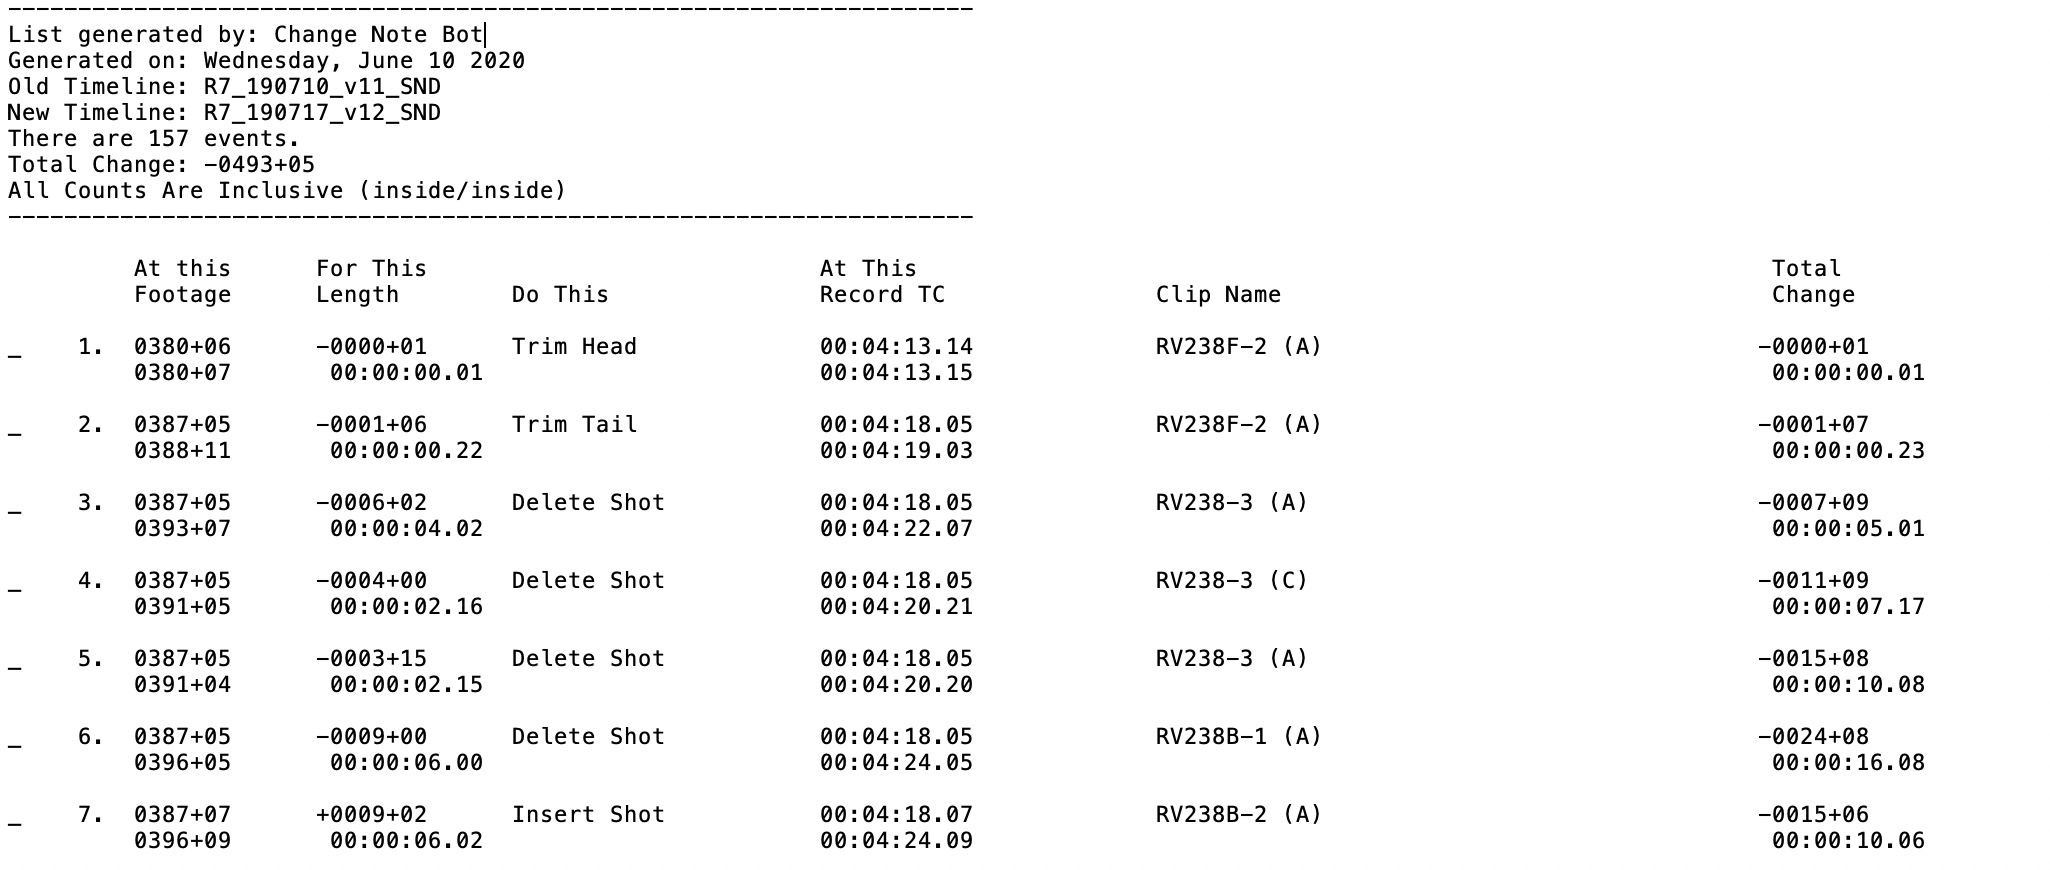 ---------------------------------------------------------------------
List generated by: Change Note Bot
Generated on: Wednesday, June 10 2020
Old Timeline: R7_190710_v11_SND
New Timeline: R7_190717_v12_SND
There are 157 events.
Total Change: -0493+05
All Counts Are Inclusive (inside/inside)
---------------------------------------------------------------------
At this For This At This Total
Footage Length Do This Record TC Clip Name Change
_ 1. 0380+06 -0000+01 Trim Head 00:04:13.14 RV238F-2 (A) -0000+01
0380+07 00:00:00.01 00:04:13.15 00:00:00.01
_ 2. 0387+05 -0001+06 Trim Tail 00:04:18.05 RV238F-2 (A) -0001+07
0388+11 00:00:00.22 00:04:19.03 00:00:00.23
_ 3. 0387+05 -0006+02 Delete Shot 00:04:18.05 RV238-3 (A) -0007+09
0393+07 00:00:04.02 00:04:22.07 00:00:05.01
_ 4. 0387+05 -0004+00 Delete Shot 00:04:18.05 RV238-3 (C) -0011+09
0391+05 00:00:02.16 00:04:20.21 00:00:07.17
_ 5. 0387+05 -0003+15 Delete Shot 00:04:18.05 RV238-3 (A) -0015+08
0391+04 00:00:02.15 00:04:20.20 00:00:10.08
_ 6. 0387+05 -0009+00 Delete Shot 00:04:18.05 RV238B-1 (A) -0024+08
0396+05 00:00:06.00 00:04:24.05 00:00:16.08
_ 7. 0387+07 +0009+02 Insert Shot 00:04:18.07 RV238B-2 (A) -0015+06
0396+09 00:00:06.02 00:04:24.09 00:00:10.06